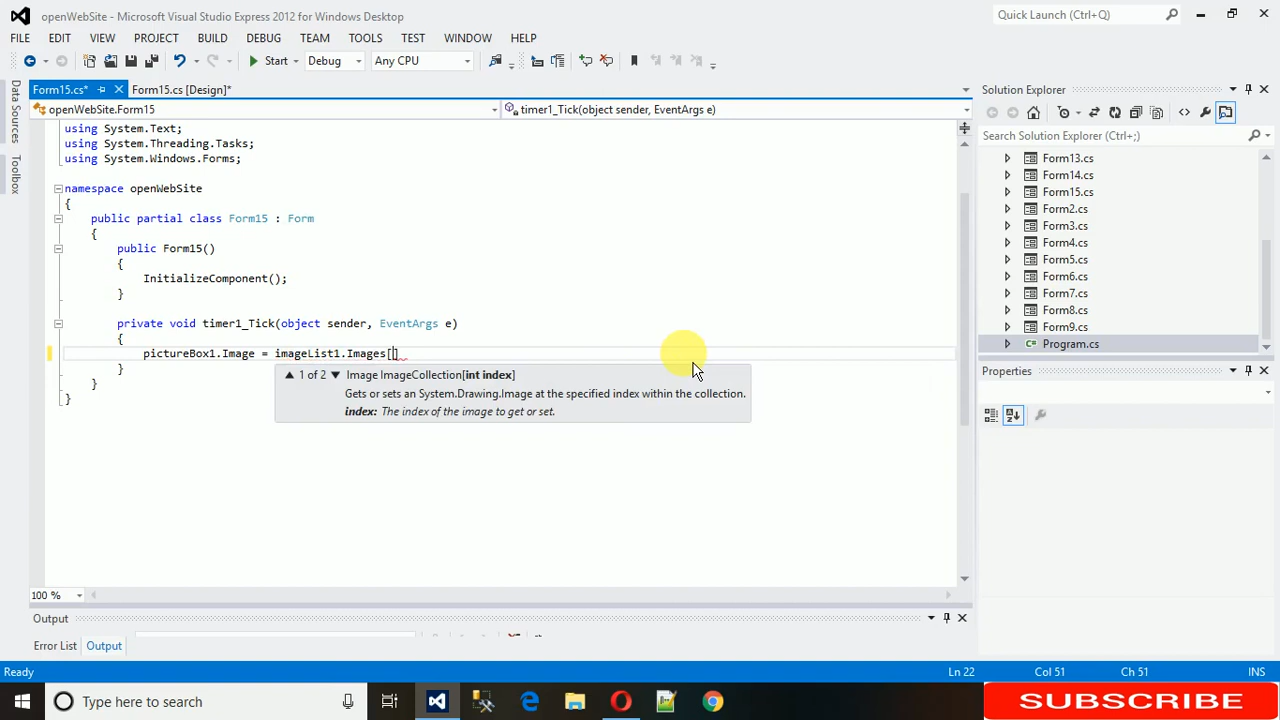 openWebSite - Microsoft Visual Studio Express 2012 for Windows Desktop
Quick Launch (Ctrl+Q)
FILE EDIT VIEW PROJECT BUILD DEBUG TEAM TOOLS TEST WINDOW HELP
Start Debug Any CPU
Form15.cs* Form15.cs [Design]*
openWebSite.Form15 timer1_Tick(object sender, EventArgs e)
Data Sources
Toolbox
using System.Text;
using System.Threading.Tasks;
using System.Windows.Forms;
namespace openWebSite
{
public partial class Form15 : Form
{
public Form15()
{
InitializeComponent();
}
private void timer1_Tick(object sender, EventArgs e)
{
pictureBox1.Image = imageList1.Images[]
}
}
}
1 of 2 Image ImageCollection[int index]
Gets or sets an System.Drawing.Image at the specified index within the collection.
index: The index of the image to get or set.
100 %
Output
Error List Output
Solution Explorer
Search Solution Explorer (Ctrl+;)
Form13.cs
Form14.cs
Form15.cs
Form2.cs
Form3.cs
Form4.cs
Form5.cs
Form6.cs
Form7.cs
Form8.cs
Form9.cs
Program.cs
Properties
Ready Ln 22 Col 51 Ch 51 INS
Type here to search
SUBSCRIBE